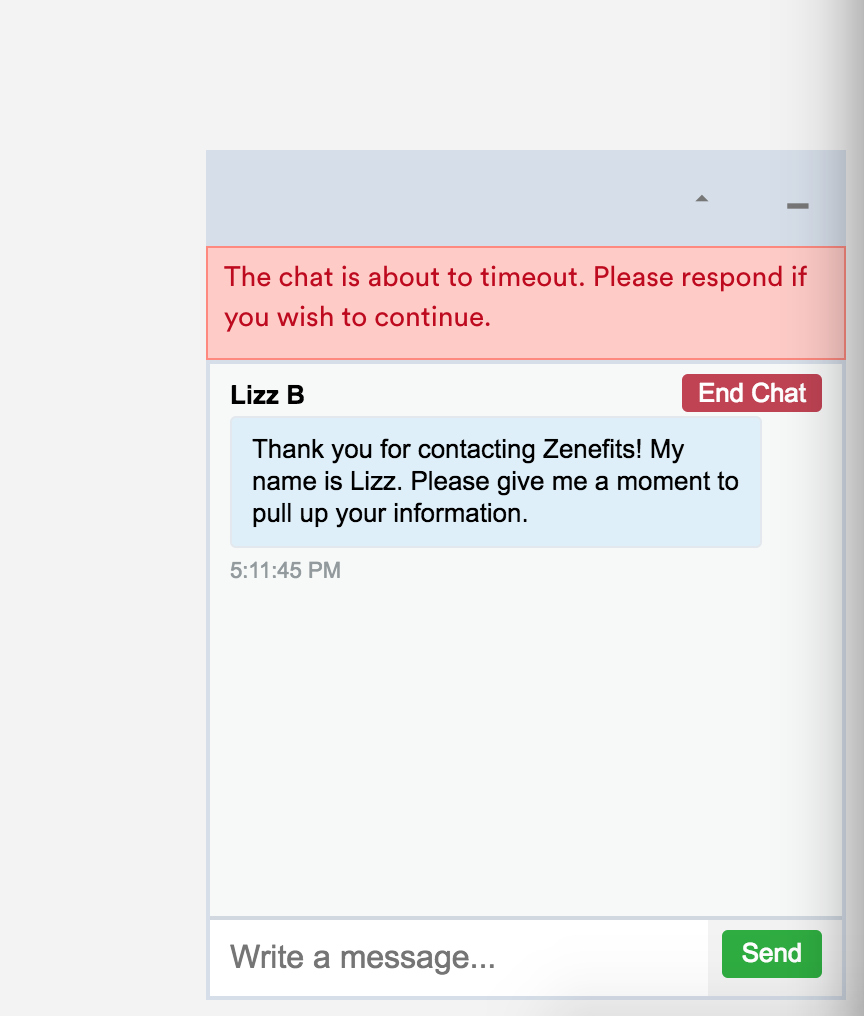 The chat is about to timeout. Please respond if
you wish to continue.
Lizz B
End Chat
Thank you for contacting Zenefits! My
name is Lizz. Please give me a moment to
pull up your information.
5:11:45 PM
Write a message...
Send